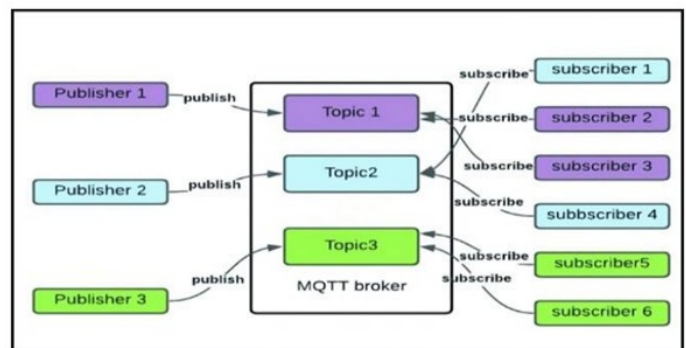 Publisher 1
publish
Publisher 2
publish
Publisher 3
publish
Topic 1
Topic2
Topic3
MQTT broker
subscribe
subscribe
subscribe
subscribe
subscribe
subscribe
subscriber 1
subscriber 2
subscriber 3
subbscriber 4
subscriber5
subscriber 6